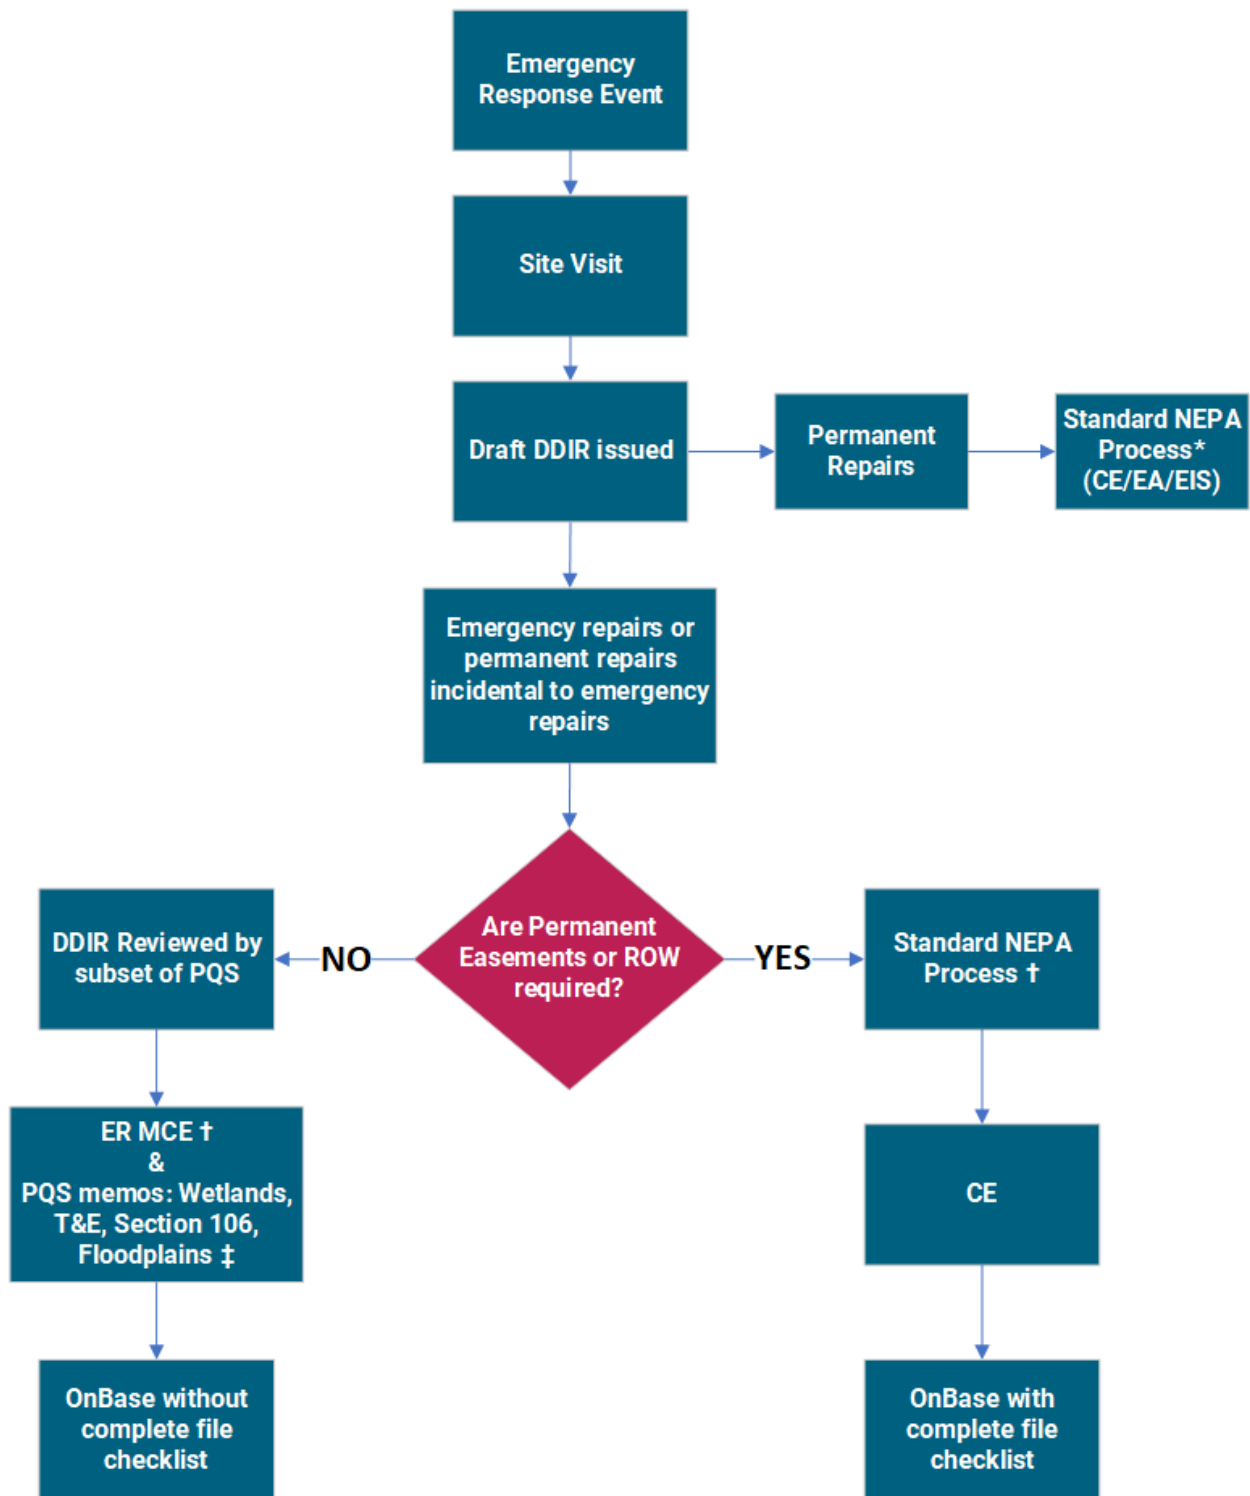 Emergency
Response Event
Site Visit
Draft DDIR issued
Permanent
Repairs
Standard NEPA
Process*
(CE/EA/EIS)
Emergency repairs or
permanent repairs
incidental to emergency
repairs
Are Permanent
Easements or ROW
required?
NO
YES
DDIR Reviewed by
subset of PQS
Standard NEPA
Process †
ER MCE †
&
PQS memos: Wetlands,
T&E, Section 106,
Floodplains ‡
CE
OnBase without
complete file
checklist
OnBase with
complete file
checklist